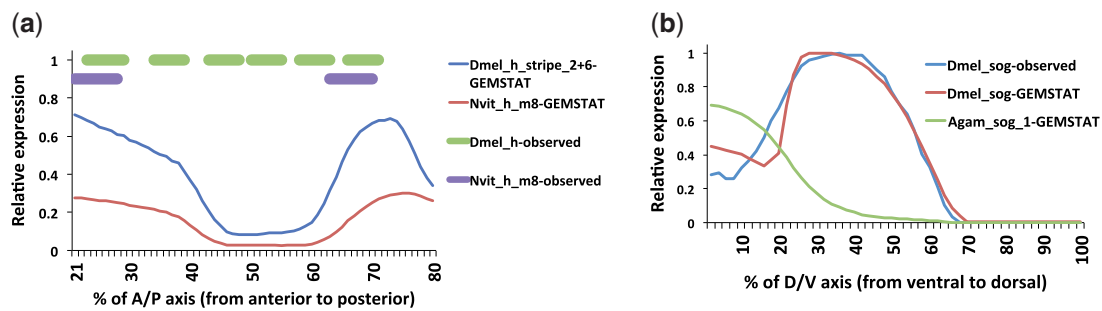 (a)
Relative expression
1
0.8
0.6
0.4
0.2
0
21
30
40
50
60
70
80
% of A/P axis (from anterior to posterior)
Dmel_h_stripe_2+6-
GEMSTAT
Nvit_h_m8-GEMSTAT
Dmel_h-observed
Nvit_h_m8-observed
(b)
Relative expression
1
0.8
0.6
0.4
0.2
0
10
20
30
40
50
60
70
80
90
100
% of D/V axis (from ventral to dorsal)
Dmel_sog-observed
Dmel_sog-GEMSTAT
Agam_sog_1-GEMSTAT